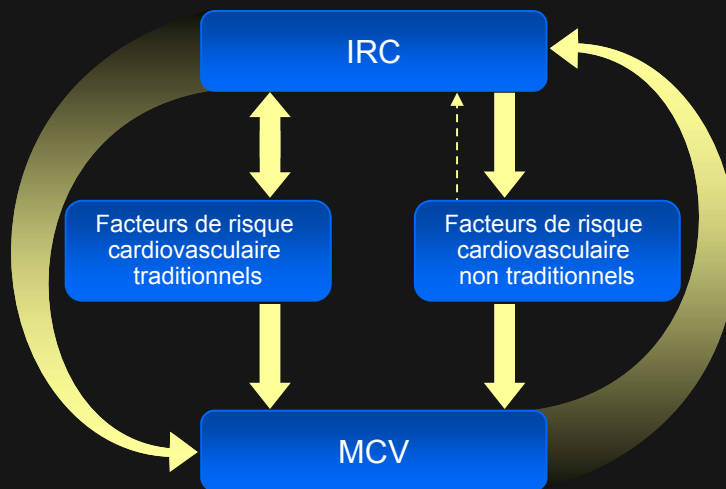 IRC
Facteurs de risque
cardiovasculaire
traditionnels
Facteurs de risque
cardiovasculaire
non traditionnels
MCV